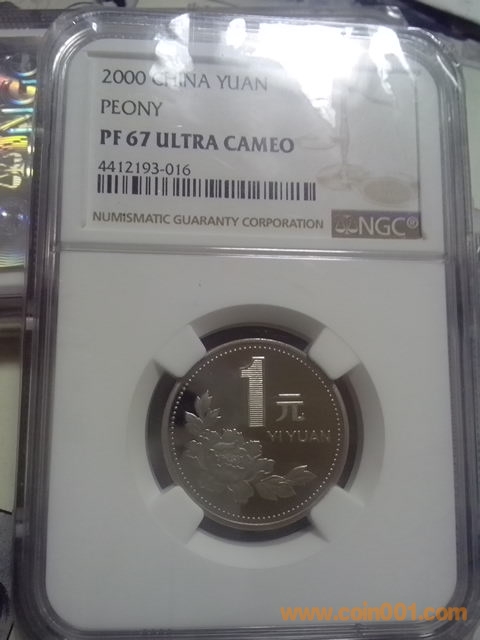 2000 CHINA YUAN
PEONY
PF 67 ULTRA CAMEO
4412193-016
NUMISMATIC GUARANTY CORPORATION NGC®
1元
YI YUAN
www.coin001.com